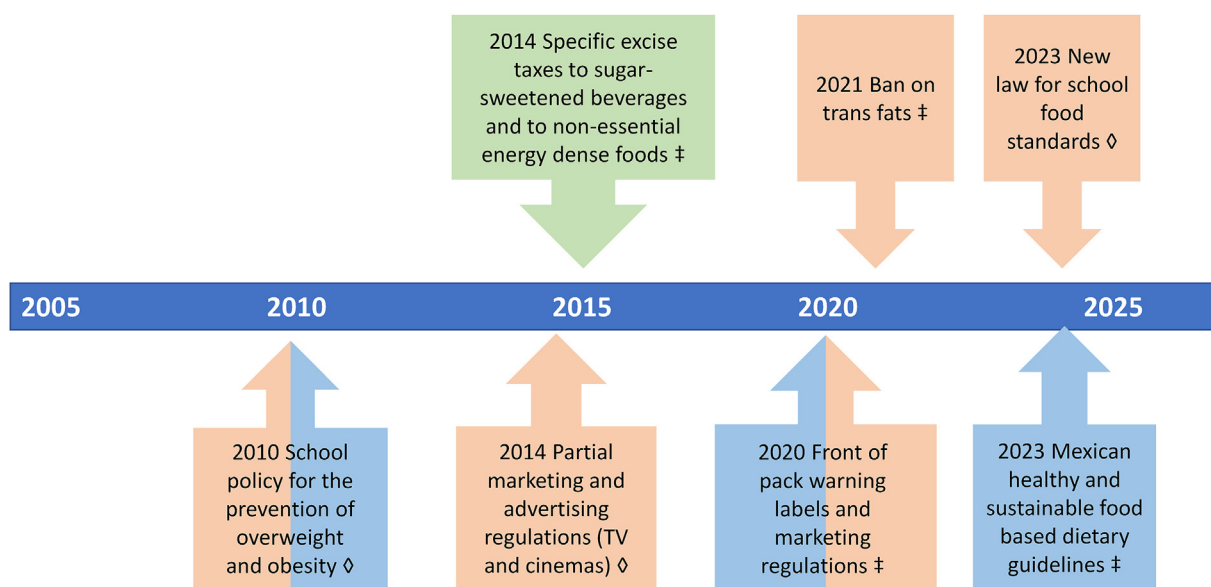 2014 Specific excise
taxes to sugar-
sweetened beverages
and to non-essential
energy dense foods ‡
2021 Ban on
trans fats ‡
2023 New
law for school
food
standards ◊
2005
2010
2015
2020
2025
2010 School
policy for the
prevention of
overweight
and obesity ◊
2014 Partial
marketing and
advertising
regulations (TV
and cinemas) ◊
2020 Front of
pack warning
labels and
marketing
regulations ‡
2023 Mexican
healthy and
sustainable food
based dietary
guidelines ‡